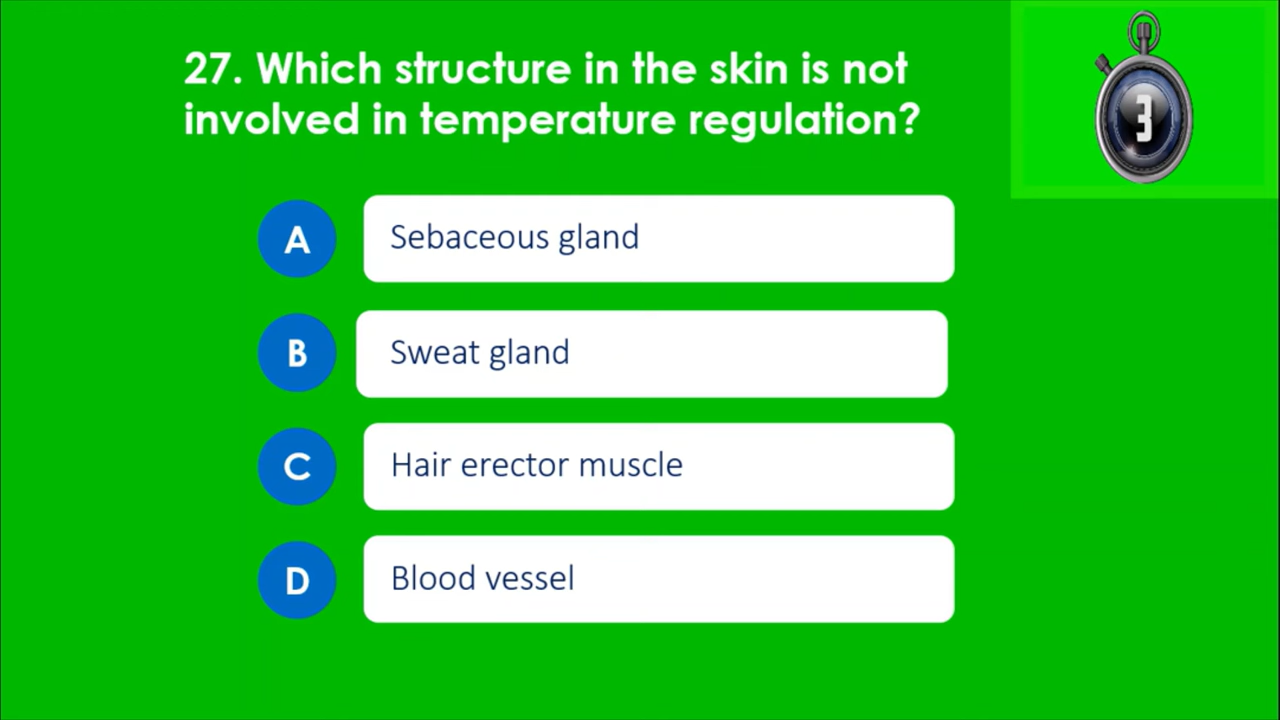 27. Which structure in the skin is not
involved in temperature regulation?
3
A Sebaceous gland
B Sweat gland
C Hair erector muscle
D Blood vessel